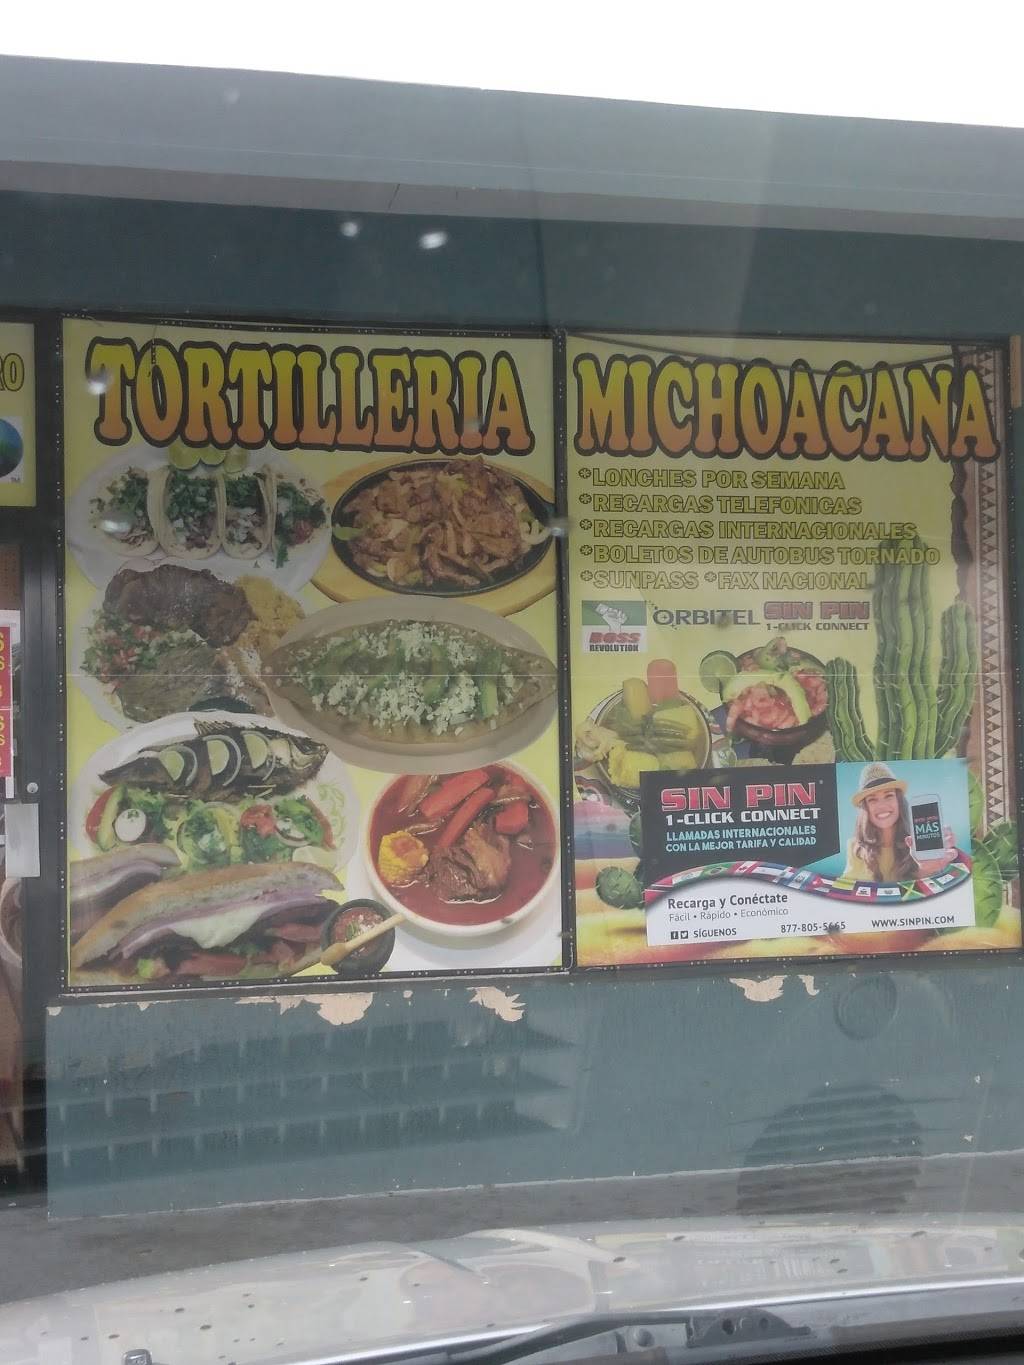 RO
TM
TORTILLERIA
MICHOACANA
*LONCHES POR SEMANA
*RECARGAS TELEFONICAS
*RECARGAS INTERNACIONALES
*BOLETOS DE AUTOBUS TORNADO
*SUNPASS *FAX NACIONAL
BOSS
REVOLUTION
ORBITEL
SIN PIN
1-CLICK CONNECT
SIN PIN
1-CLICK CONNECT
LLAMADAS INTERNACIONALES
CON LA MEJOR TARIFA Y CALIDAD
MÁS
MINUTOS
Recarga y Conéctate
Fácil • Rápido • Económico
SÍGUENOS
877-805-5665
WWW.SINPIN.COM